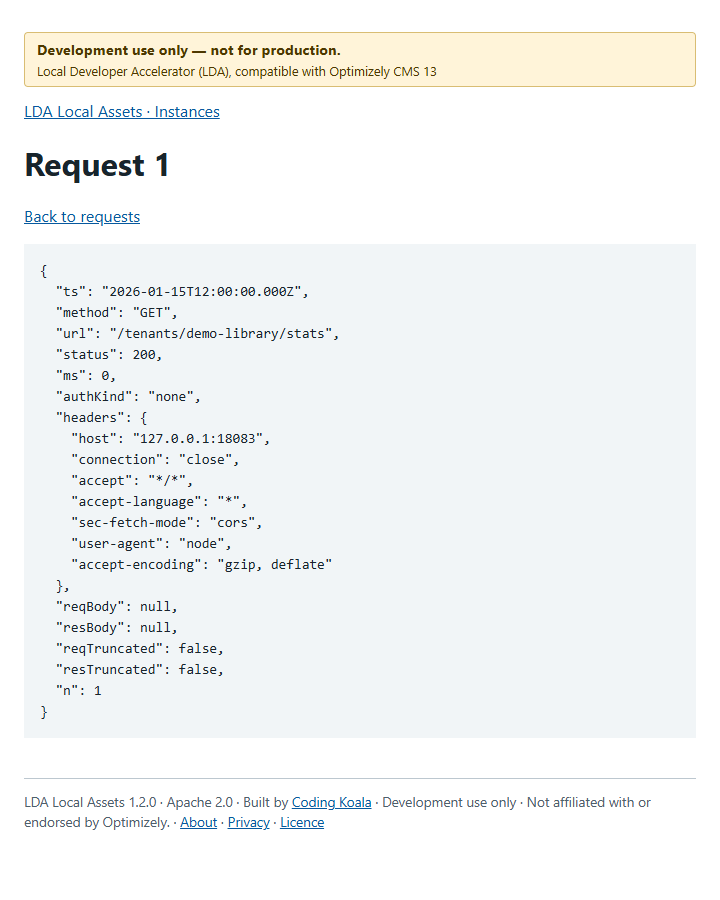 Development use only — not for production.
Local Developer Accelerator (LDA), compatible with Optimizely CMS 13
LDA Local Assets · Instances
Request 1
Back to requests
{
  "ts": "2026-01-15T12:00:00.000Z",
  "method": "GET",
  "url": "/tenants/demo-library/stats",
  "status": 200,
  "ms": 0,
  "authKind": "none",
  "headers": {
    "host": "127.0.0.1:18083",
    "connection": "close",
    "accept": "*/*",
    "accept-language": "*",
    "sec-fetch-mode": "cors",
    "user-agent": "node",
    "accept-encoding": "gzip, deflate"
  },
  "reqBody": null,
  "resBody": null,
  "reqTruncated": false,
  "resTruncated": false,
  "n": 1
}
LDA Local Assets 1.2.0 · Apache 2.0 · Built by Coding Koala · Development use only · Not affiliated with or
endorsed by Optimizely. · About · Privacy · Licence